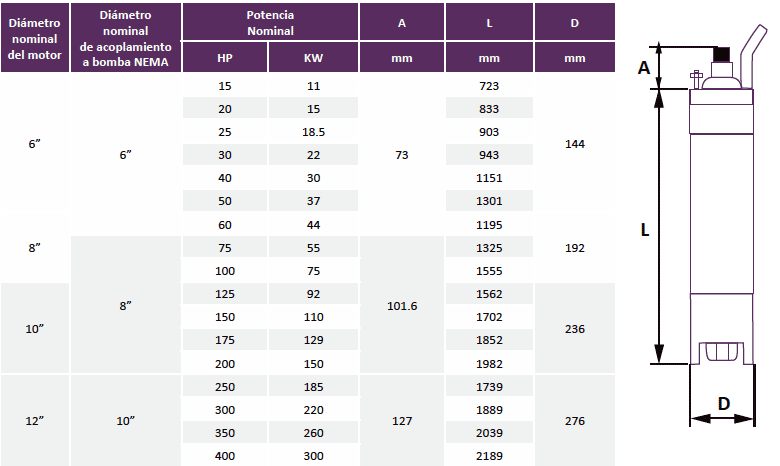 Diámetro nominal del motor | Diámetro nominal de acoplamiento a bomba NEMA | Potencia Nominal | A | L | D
HP | KW | mm | mm | mm
15 11 723
20 15 833
25 18.5 903
6” 6” 30 22 73 943 144
40 30 1151
50 37 1301
60 44 1195
8” 75 55 1325 192
100 75 1555
125 92 1562
8” 101.6
10” 150 110 1702 236
175 129 1852
200 150 1982
250 185 1739
300 220 1889
12” 10” 127 276
350 260 2039
400 300 2189
A
L
D